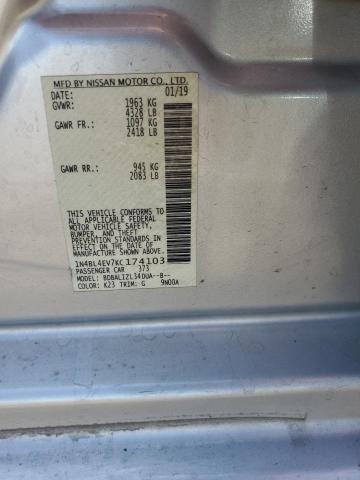 MFD BY NISSAN MOTOR CO., LTD.
DATE: 01/19
GVWR: 1963 KG
4328 LB
GAWR FR.: 1097 KG
2418 LB
GAWR RR.: 945 KG
2083 LB
THIS VEHICLE CONFORMS TO
ALL APPLICABLE FEDERAL
MOTOR VEHICLE SAFETY,
BUMPER, AND THEFT
PREVENTION STANDARDS
IN EFFECT ON THE DATE OF
MANUFACTURE SHOWN ABOVE.
1N4BL4EV7KC174103
PASSENGER CAR 373
MODEL: BDBALIZL34DUA--B--
COLOR: K23 TRIM: G 9N00A